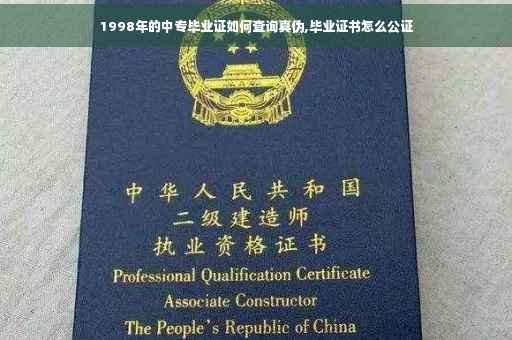 1998年的中专毕业证如何查询真伪,毕业证书怎么公证
中华人民共和国
二级建造师
执业资格证书
Professional Qualification Certificate
Associate Constructor
The People's Republic of China